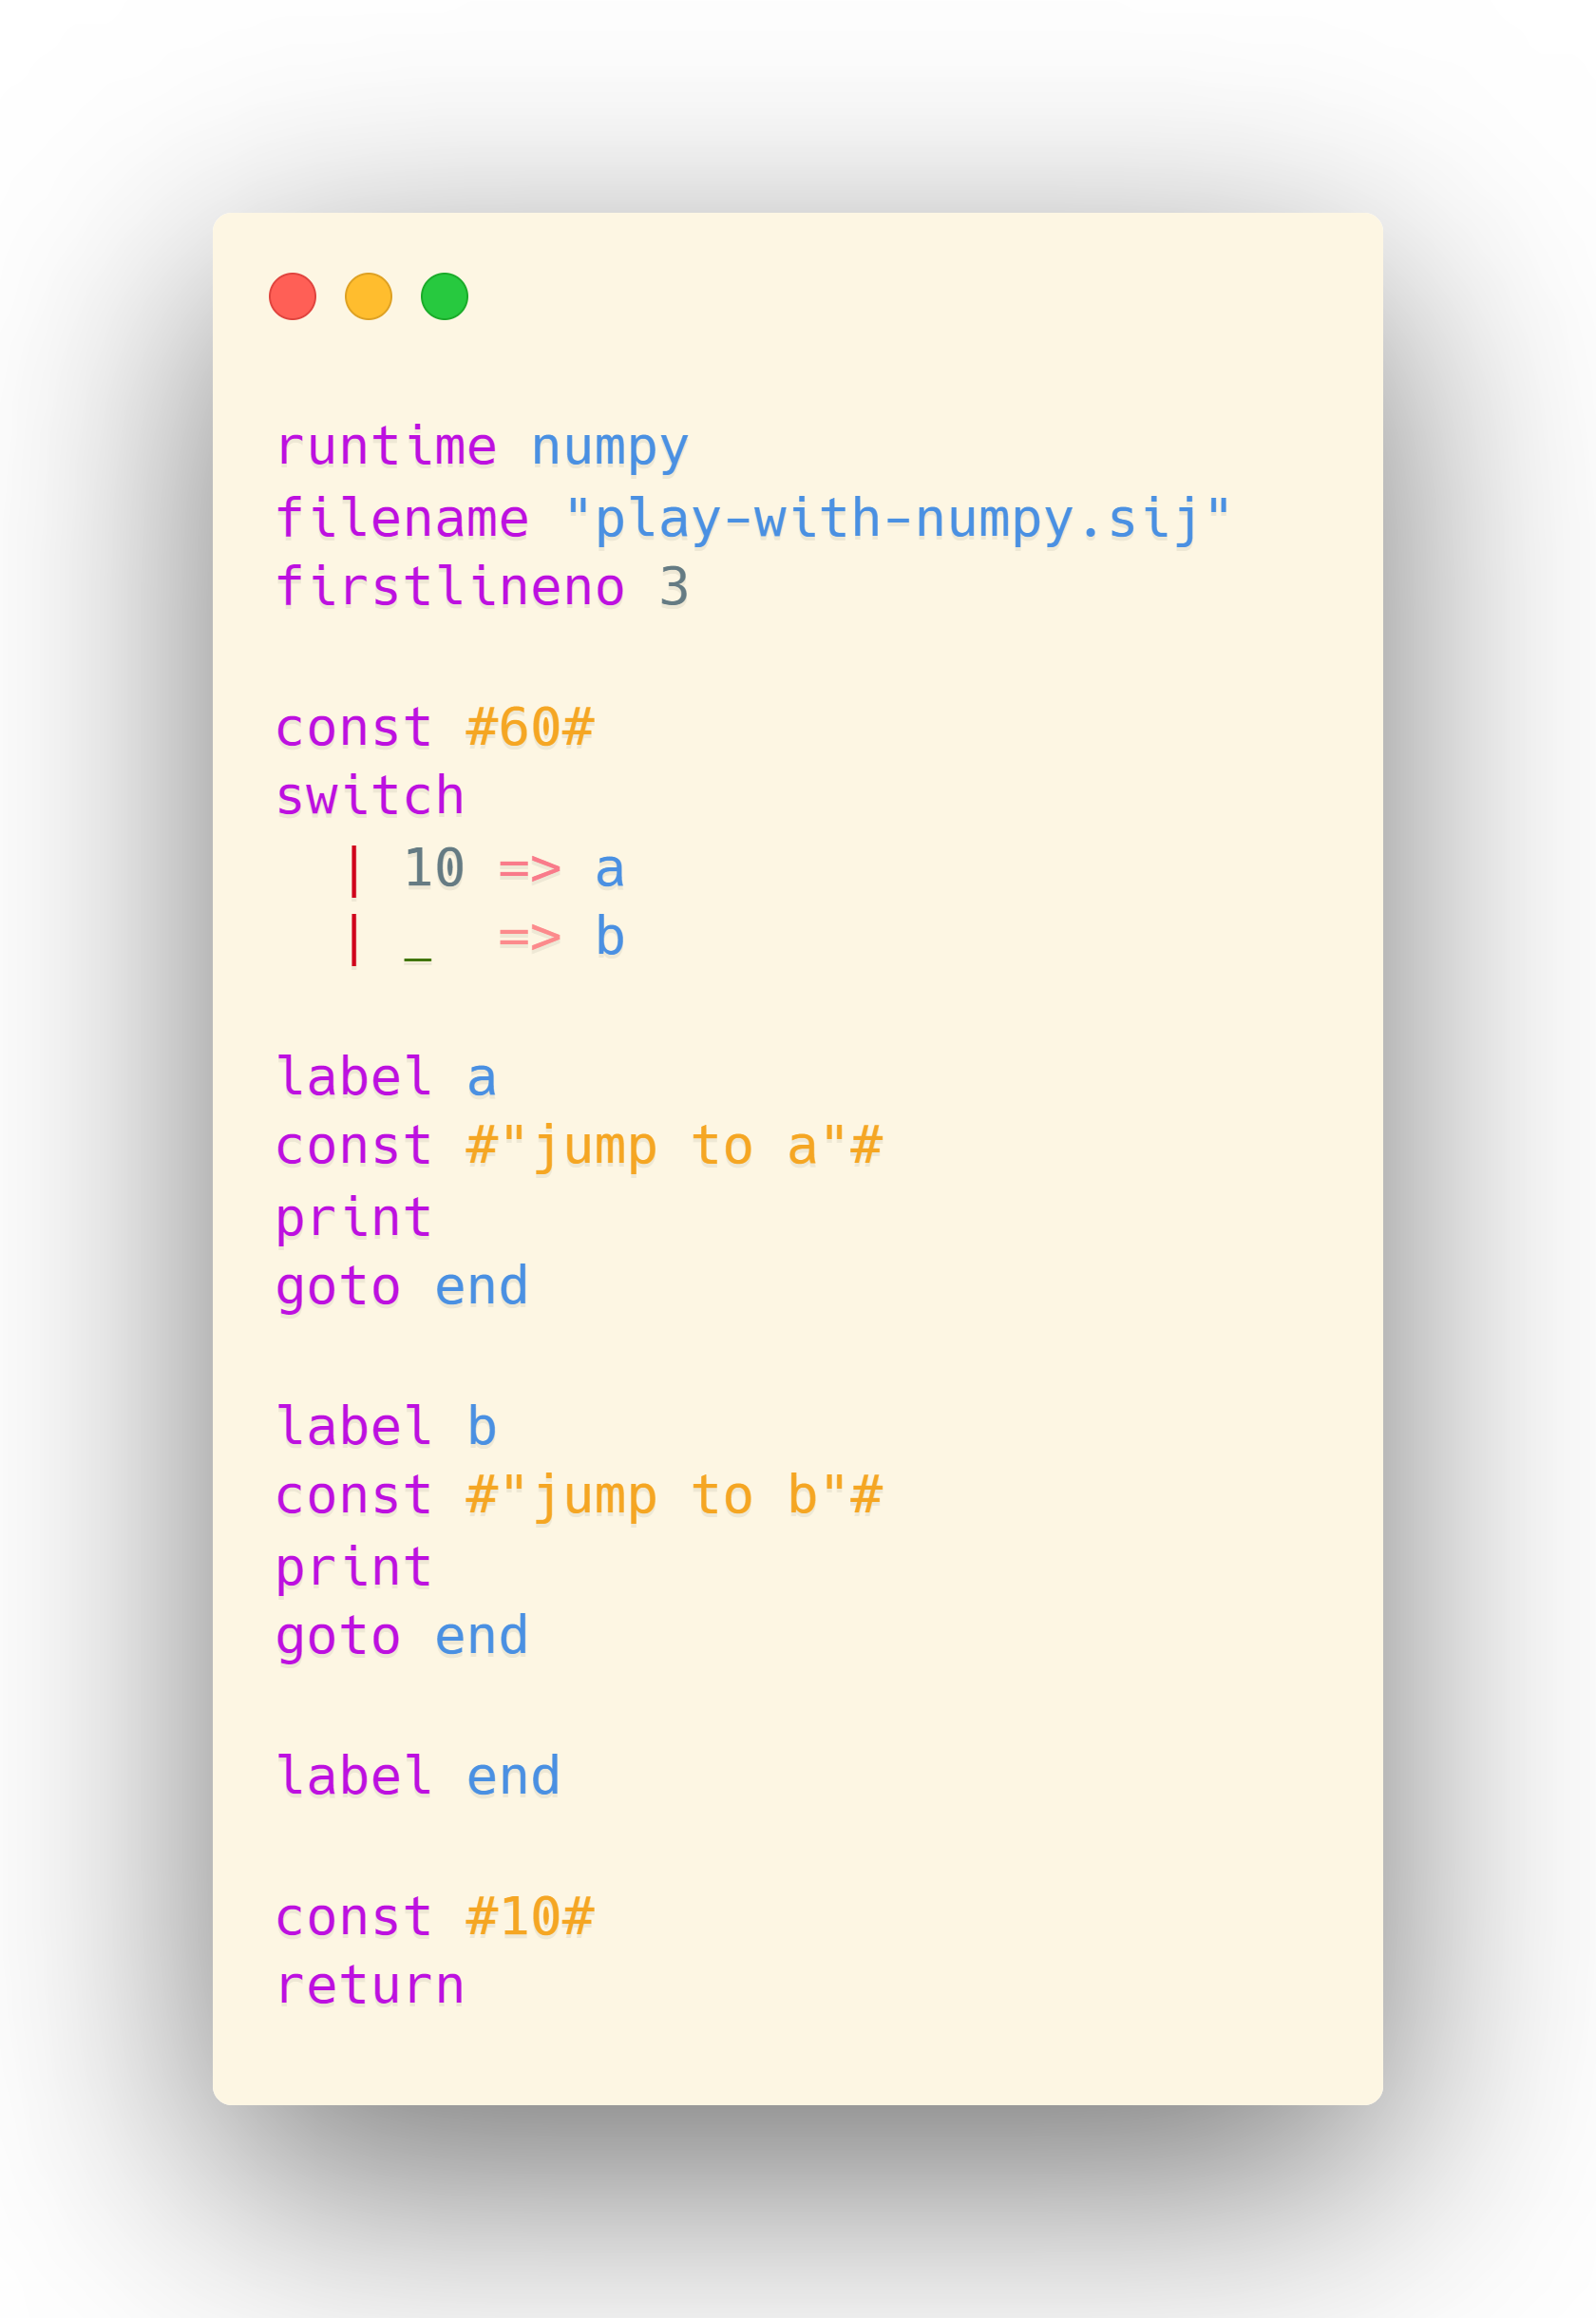 runtime numpy
filename "play-with-numpy.sij"
firstlineno 3
const #60#
switch
| 10 => a
| _ => b
label a
const #"jump to a"#
print
goto end
label b
const #"jump to b"#
print
goto end
label end
const #10#
return